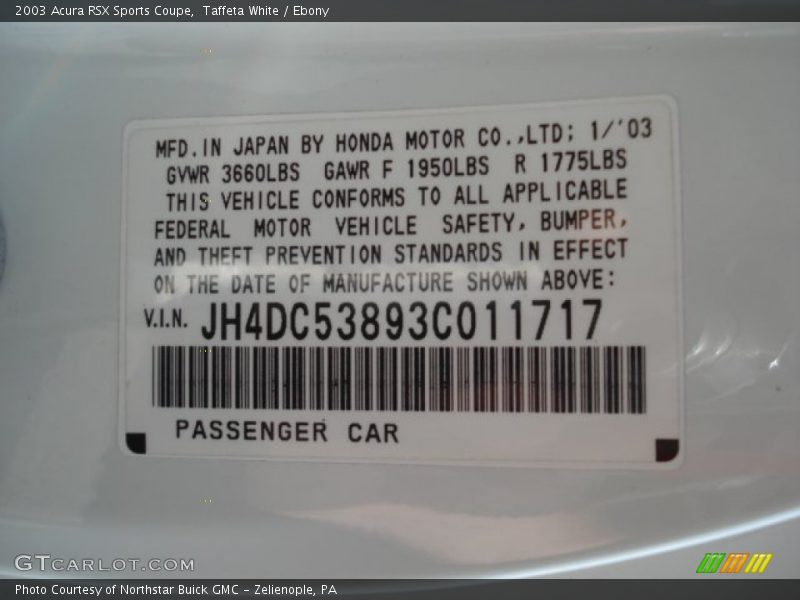 2003 Acura RSX Sports Coupe,  Taffeta White / Ebony
MFD.IN JAPAN BY HONDA MOTOR CO.,LTD; 1/'03
GVWR 3660LBS GAWR F 1950LBS R 1775LBS
THIS VEHICLE CONFORMS TO ALL APPLICABLE
FEDERAL MOTOR VEHICLE SAFETY, BUMPER,
AND THEFT PREVENTION STANDARDS IN EFFECT
ON THE DATE OF MANUFACTURE SHOWN ABOVE:
V.I.N. JH4DC53893C011717
PASSENGER CAR
GTCARLOT.COM
Photo Courtesy of Northstar Buick GMC - Zelienople, PA